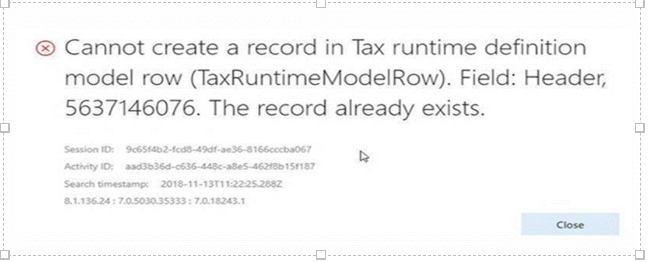 Cannot create a record in Tax runtime definition
model row (TaxRuntimeModelRow). Field: Header,
5637146076. The record already exists.
Session ID: 9c65f4b2-fcd8-49df-ae36-8166cccba067
Activity ID: aad3b36d-c636-448c-a8e5-462f8b15f187
Search timestamp: 2018-11-13T11:22:25.288Z
8.1.136.24 : 7.0.5030.35333 : 7.0.18243.1
Close